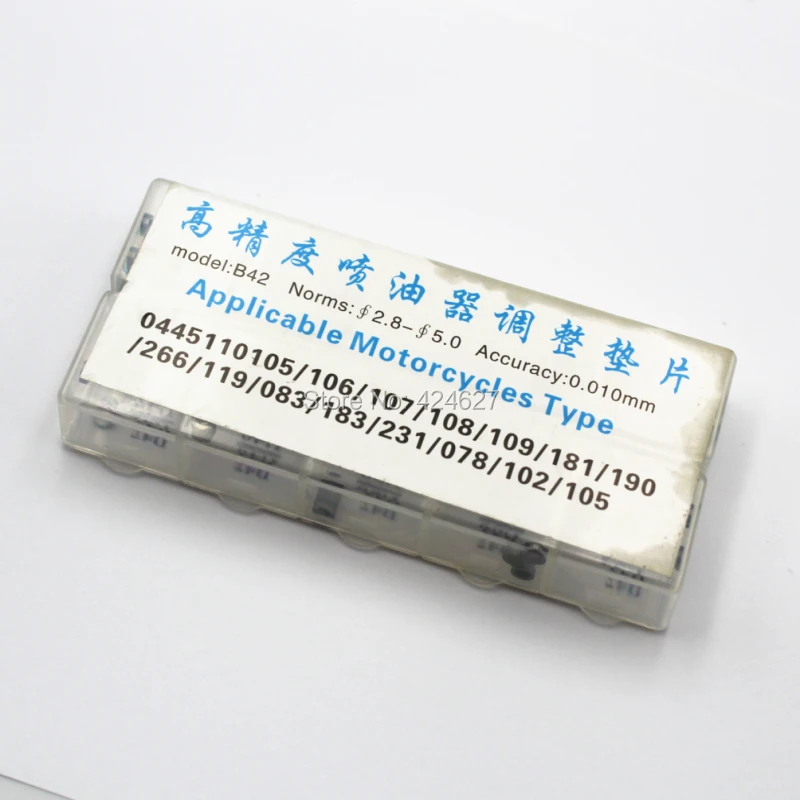 高精度喷油器调整垫片
model:B42 Norms:∮2.8-∮5.0 Accuracy:0.010mm
Applicable Motorcycles Type
0445110105/106/107/108/109/181/190
/266/119/083/183/231/078/102/105
Store No: 424627